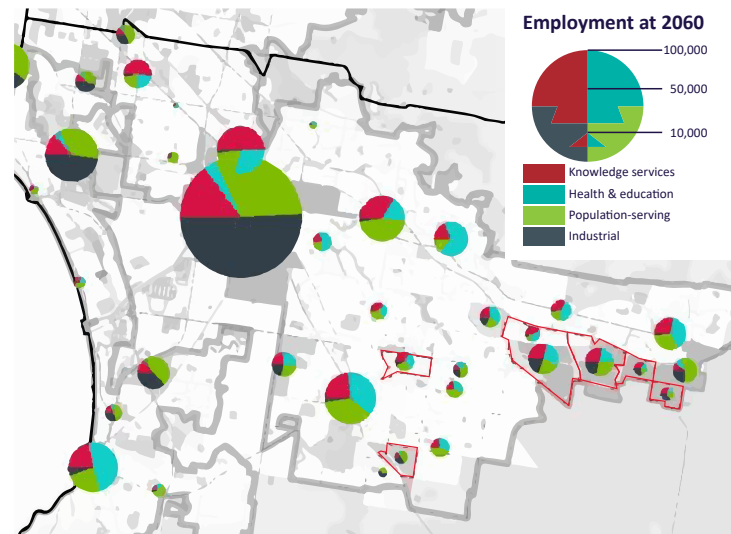 Employment at 2060
100,000
50,000
10,000
Knowledge services
Health & education
Population-serving
Industrial